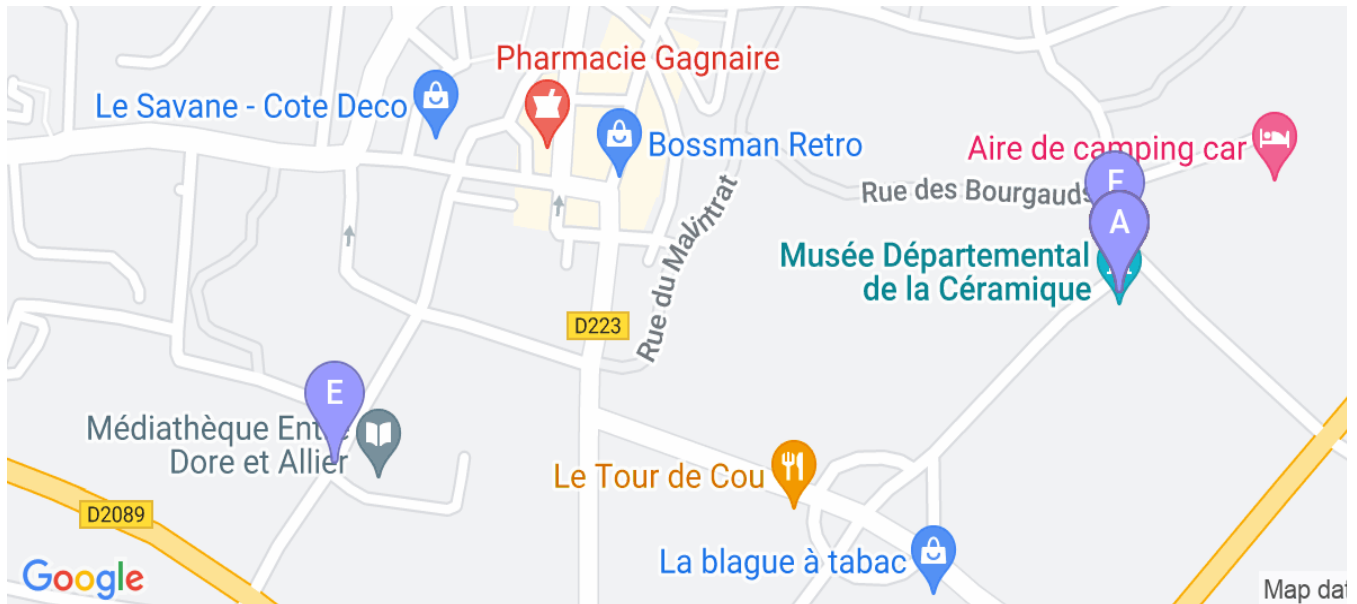 Pharmacie Gagnaire
Le Savane - Cote Deco
Bossman Retro
Aire de camping car
Rue des Bourgauds
F
A
Rue du Malintrat
Musée Départemental
de la Céramique
D223
E
Médiathèque Entre
Dore et Allier
Le Tour de Cou
D2089
La blague à tabac
Google
Map dat